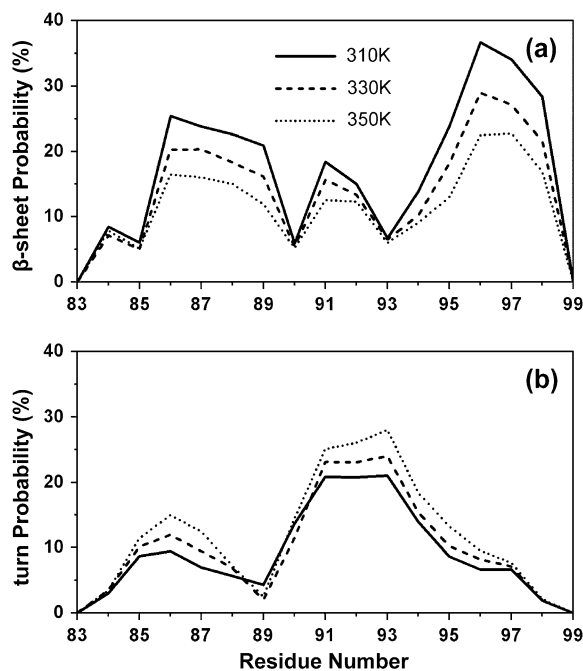 40
30
20
10
0
β-sheet Probability (%)
(a)
310K
330K
350K
83 85 87 89 91 93 95 97 99
40
30
20
10
0
turn Probability (%)
(b)
83 85 87 89 91 93 95 97 99
Residue Number